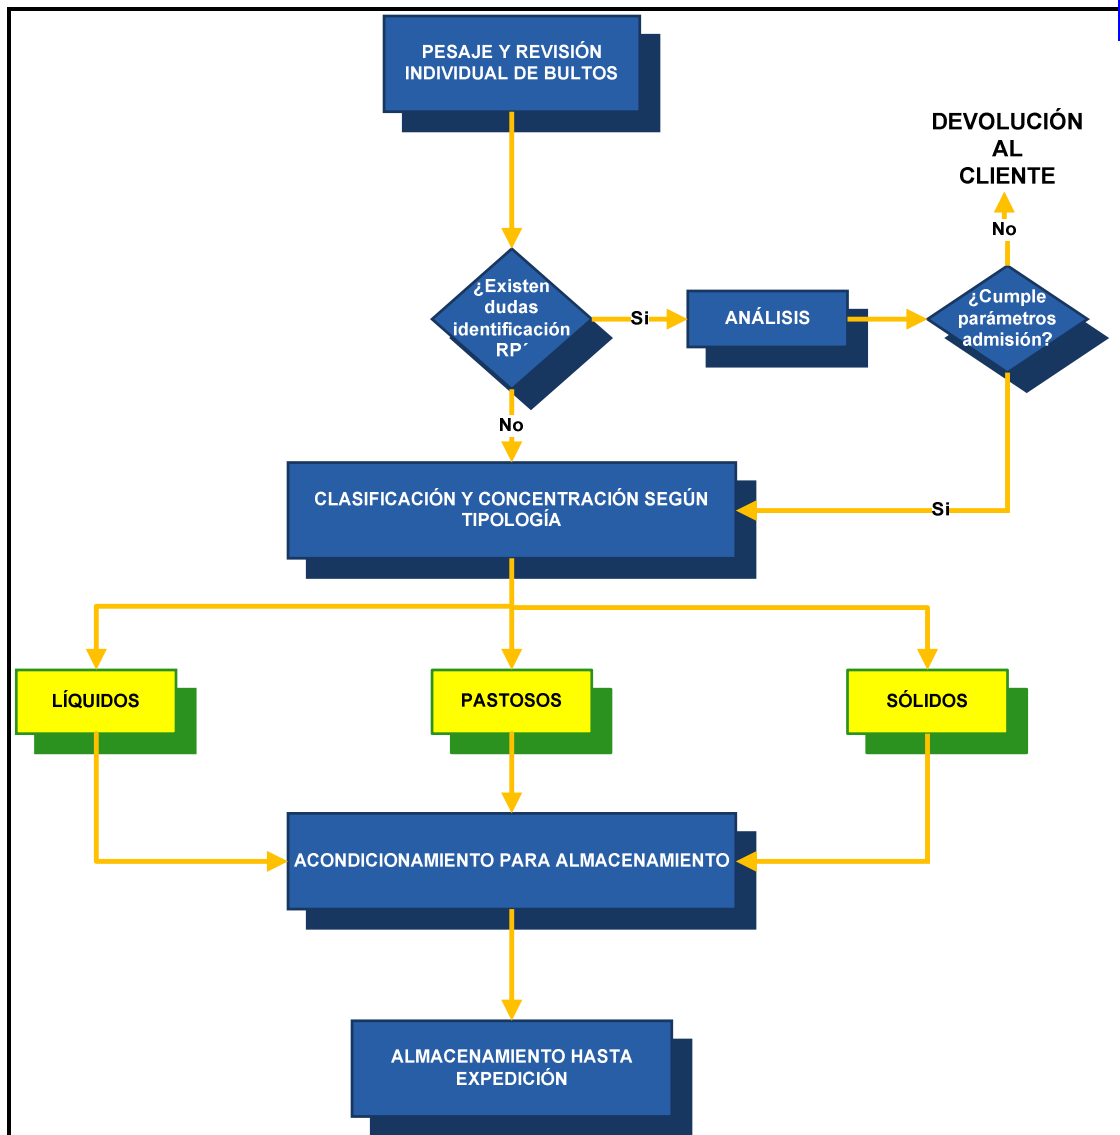 PESAJE Y REVISIÓN
INDIVIDUAL DE BULTOS
DEVOLUCIÓN
AL
CLIENTE
No
¿Existen
dudas
identificación
Si
ANÁLISIS
¿Cumple
parámetros
admisión?
No
CLASIFICACIÓN Y CONCENTRACIÓN SEGÚN
TIPOLOGÍA
Si
LÍQUIDOS
PASTOSOS
SÓLIDOS
ACONDICIONAMIENTO PARA ALMACENAMIENTO
ALMACENAMIENTO HASTA
EXPEDICIÓN